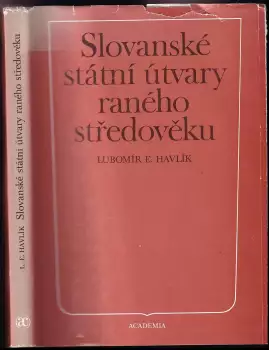 Slovanské
státní útvary
raného
středověku
LUBOMÍR E. HAVLÍK
ACADEMIA
L. E. HAVLÍK Slovanské státní útvary raného středověku